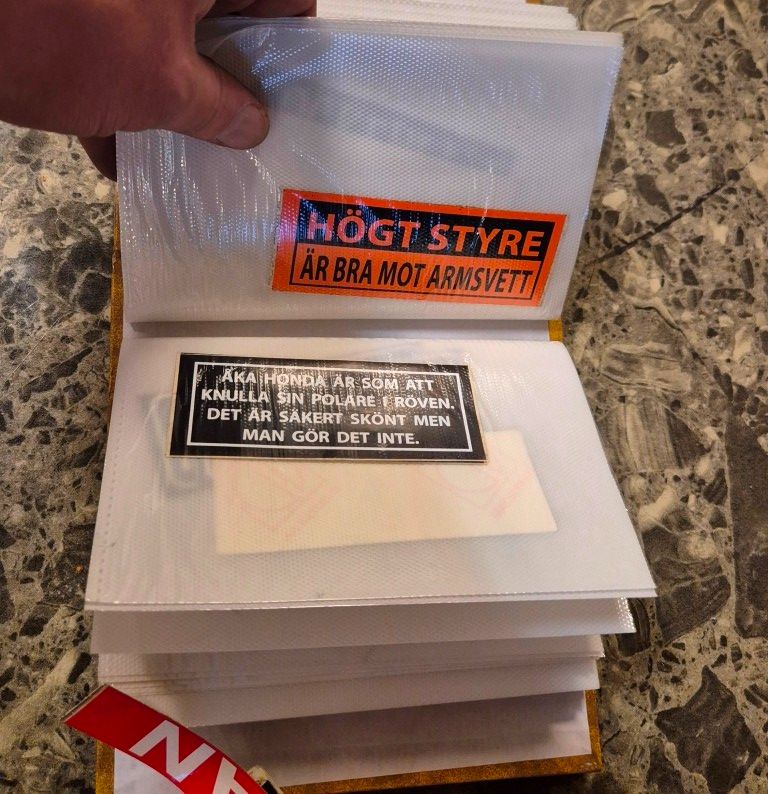 HÖGT STYRE
ÄR BRA MOT ARMSVETT
ÅKA HONDA ÄR SOM ATT
KNULLA SIN POLARE I RÖVEN.
DET ÄR SÄKERT SKÖNT MEN
MAN GÖR DET INTE.